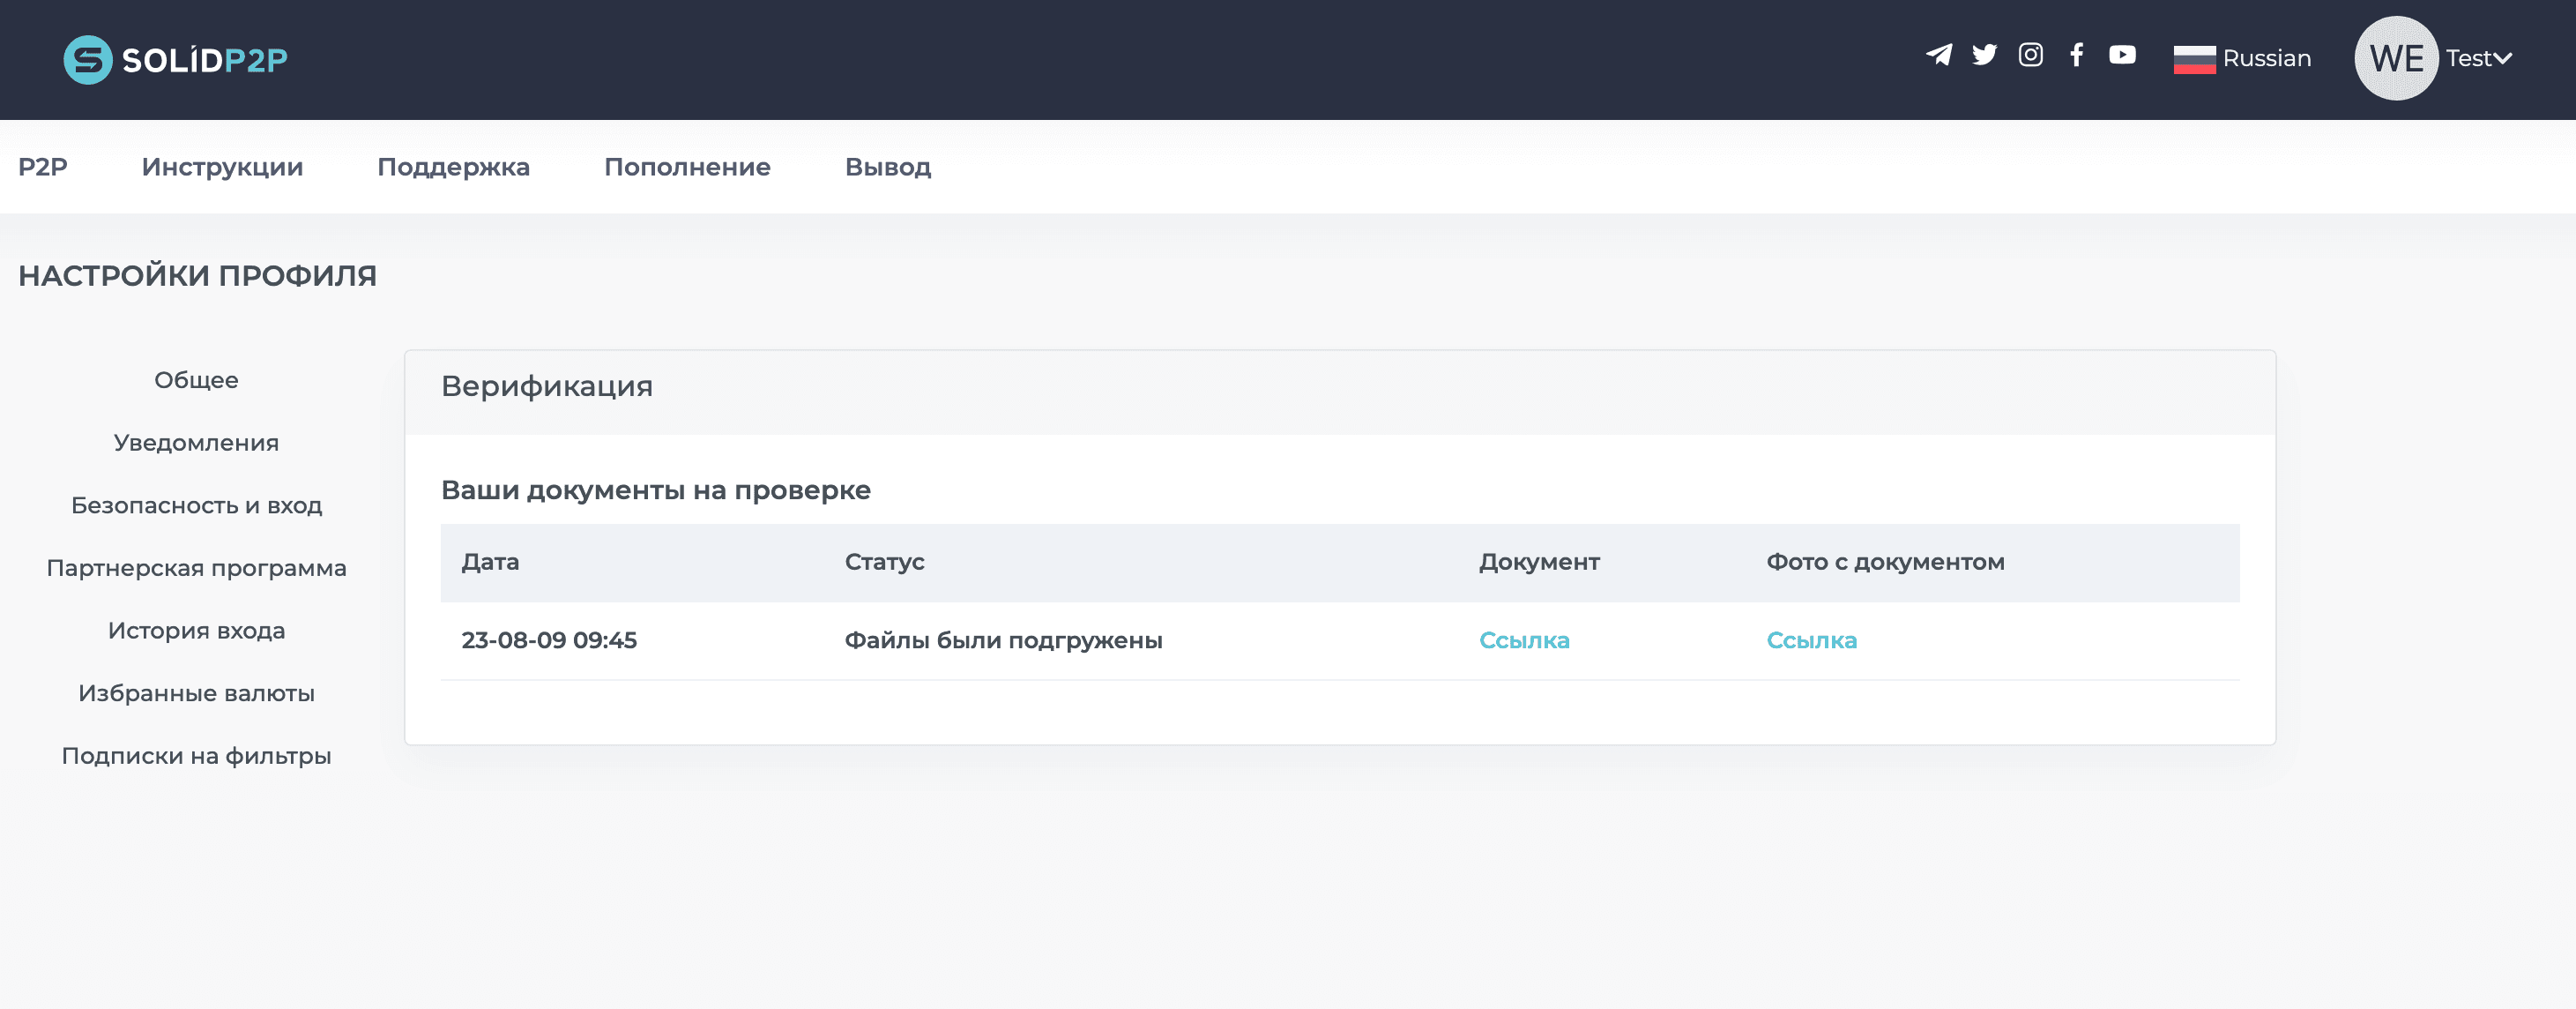 SOLIDP2P
Russian
WE
Test
P2P
Инструкции
Поддержка
Пополнение
Вывод
НАСТРОЙКИ ПРОФИЛЯ
Общее
Уведомления
Безопасность и вход
Партнерская программа
История входа
Избранные валюты
Подписки на фильтры
Верификация
Ваши документы на проверке
Дата Статус Документ Фото с документом
23-08-09 09:45 Файлы были подгружены Ссылка Ссылка